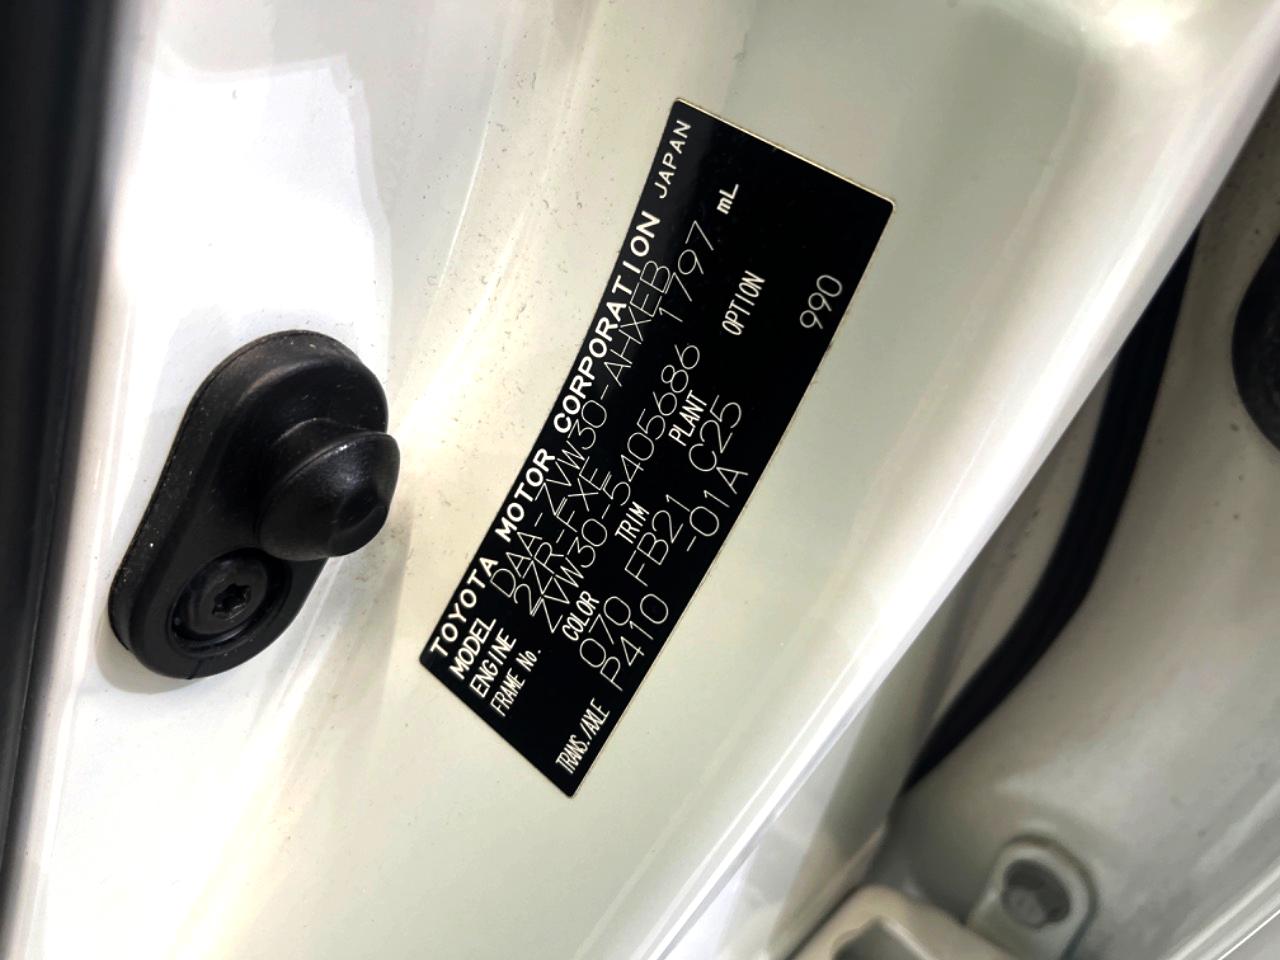 TOYOTA MOTOR CORPORATION JAPAN
MODEL DAA-ZVW30-AHXEB
ENGINE 2ZR-FXE 1797 mL
FRAME No. ZVW30-5405686
COLOR TRIM PLANT OPTION
070 FB21 C25 990
TRANS./AXLE P410 -01A